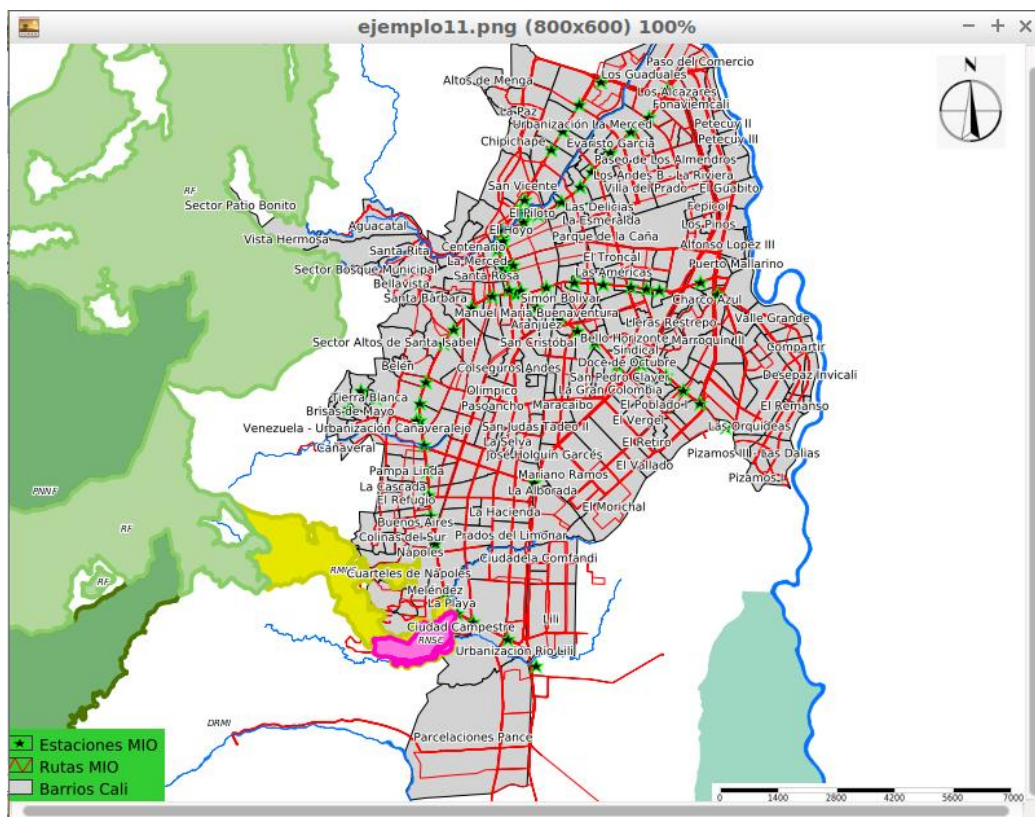 ejemplo11.png (800x600) 100%
Paso del Comercio
N
Los Guaduales
Altos de Menga
Los Alcazares
Fonaviemcali
La Paz
Urbanización La Merced
Petecuy II
Chipichape
Evaristo García
Petecuy III
Paseo de Los Almendros
Los Andes B - La Riviera
San Vicente
Villa del Prado - El Guabito
RF
Sector Patio Bonito
Las Delicias
Fepicol
El Piloto
La Esmeralda
Aguacatal
Los Pinos
El Hoyo
Parque de la Caña
Vista Hermosa
Centenario
Alfonso Lopez III
Santa Rita
El Troncal
La Merced
Puerto Mallarino
Sector Bosque Municipal
Santa Rosa
Las Américas
Bellavista
Santa Bárbara
Simón Bolívar
Charco Azul
Manuel María Buenaventura
Valle Grande
Aranjuez
Lleras Restrepo
Sector Altos de Santa Isabel
San Cristóbal
Bello Horizonte
Marroquín III
Compartir
Sindical
Belén
Colseguros Andes
Doce de Octubre
San Pedro Claver
Desepaz Invicali
Olímpico
La Gran Colombia
Tierra Blanca
Pasoancho
Maracaibo
El Poblado I
El Remanso
Brisas de Mayo
El Vergel
Venezuela - Urbanización Cañaveralejo
San Judas Tadeo II
Las Orquídeas
Cañaveral
La Selva
El Retiro
José Holguín Garcés
Pizamos III - Las Dalias
Pampa Linda
El Vallado
Mariano Ramos
Pizamos I
La Cascada
La Alborada
PNNF
El Refugio
El Morichal
La Hacienda
Buenos Aires
RF
Colinas del Sur
Prados del Limonar
Nápoles
Ciudadela Comfandi
Cuarteles de Nápoles
RF
Meléndez
La Playa
Lili
Ciudad Campestre
RNSC
Urbanización Río Lili
DRMI
Parcelaciones Pance
Estaciones MIO
Rutas MIO
Barrios Cali
0 1400 2800 4200 5600 7000